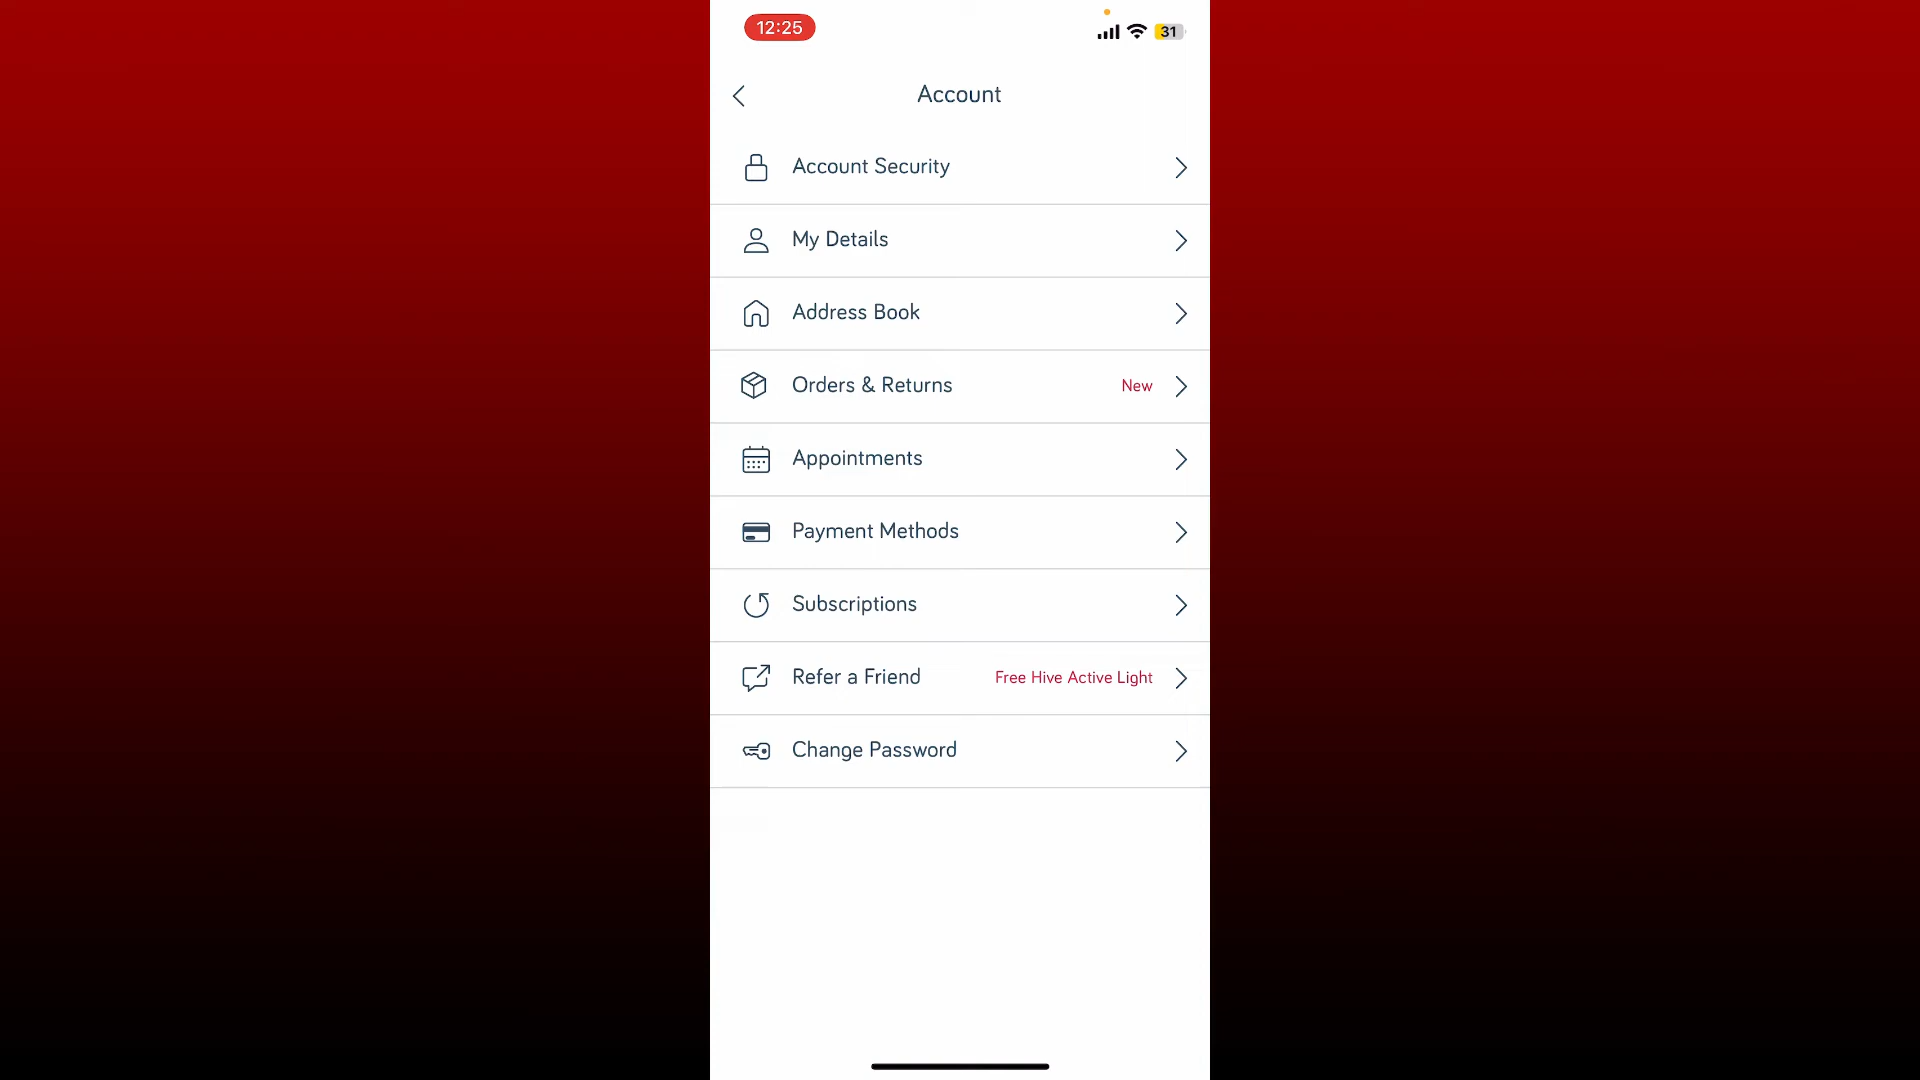 12:25
31
Account
Account Security
My Details
Address Book
Orders & Returns New
Appointments
Payment Methods
Subscriptions
Refer a Friend Free Hive Active Light
Change Password